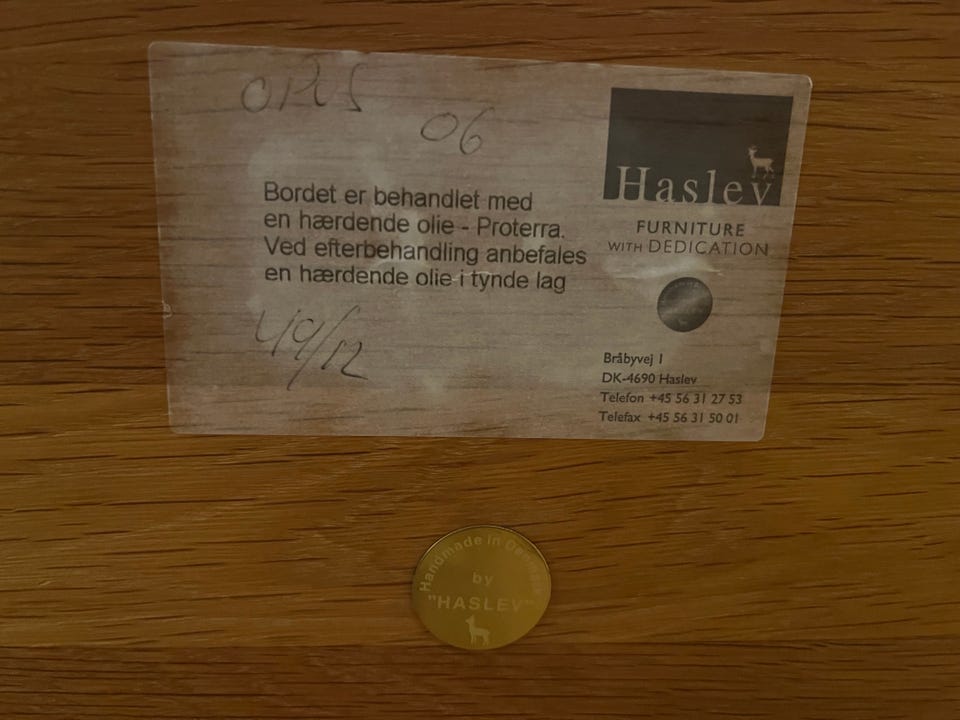 OPUS
06
Bordet er behandlet med
en hærdende olie - Proterra.
Ved efterbehandling anbefales
en hærdende olie i tynde lag
49/12
Haslev
FURNITURE
WITH DEDICATION
Bråbyvej 1
DK-4690 Haslev
Telefon +45 56 31 27 53
Telefax +45 56 31 50 01
Handmade in Denmark
by
"HASLEV"